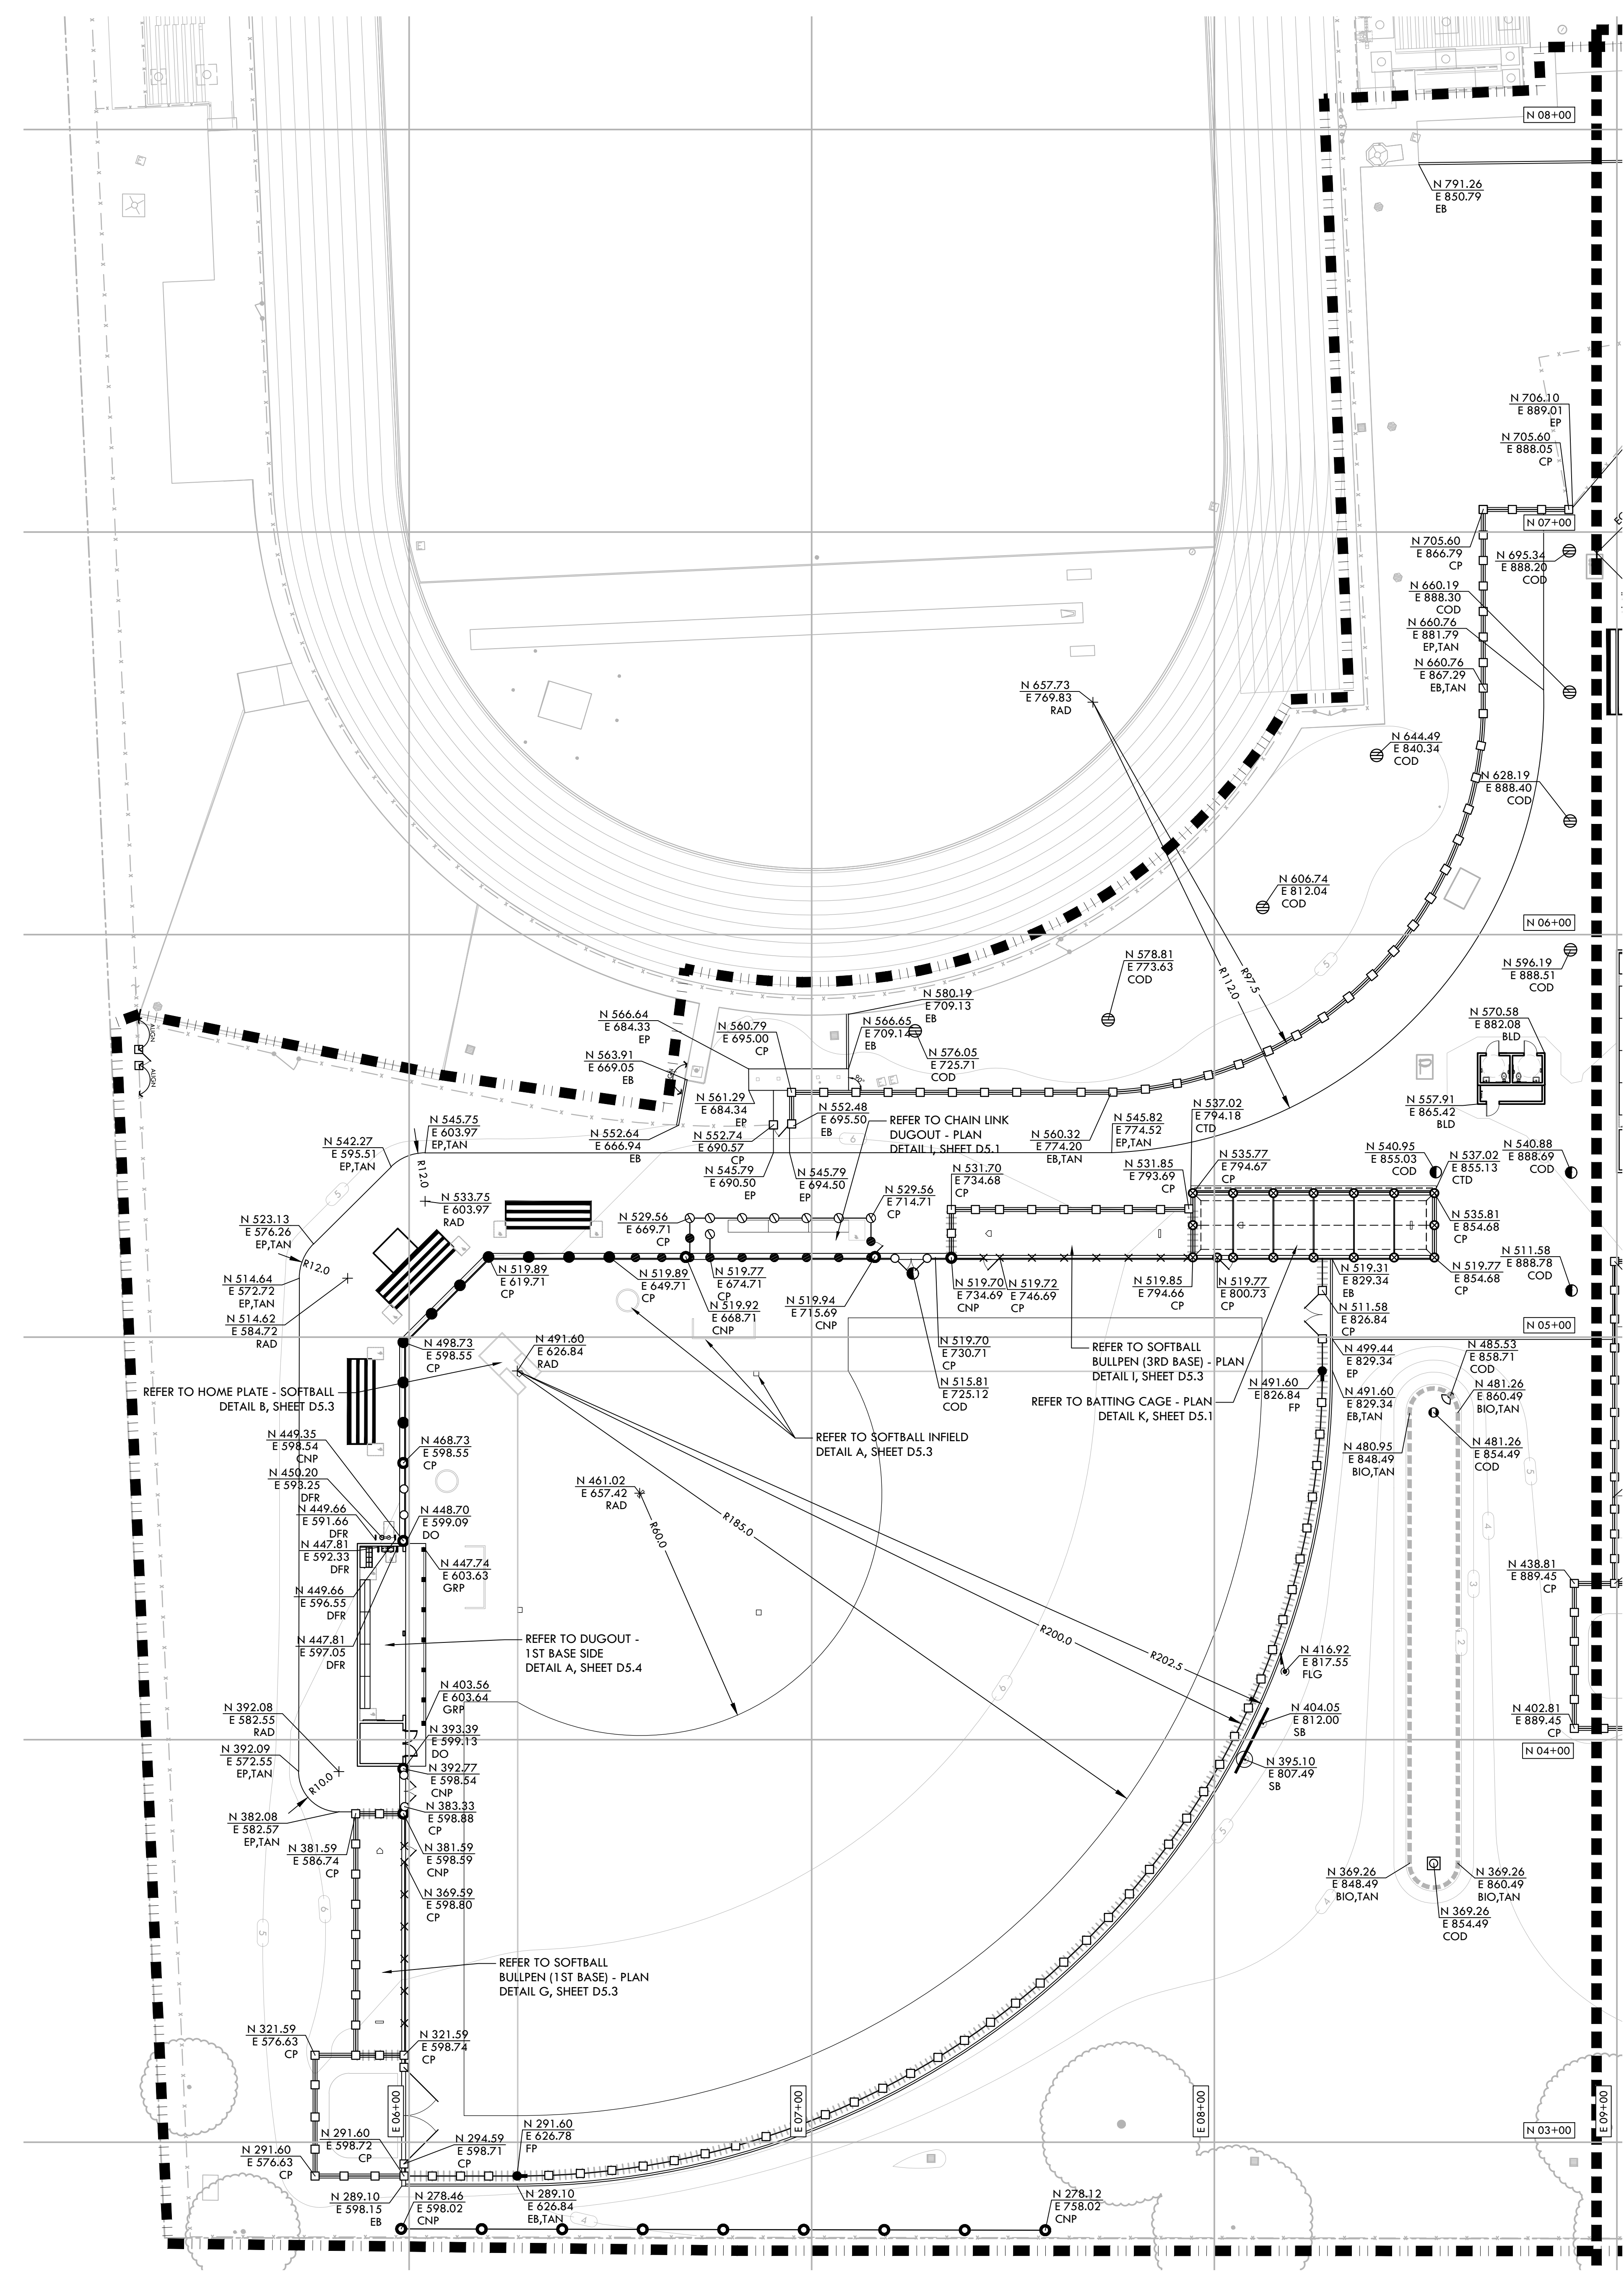 N 08+00
N 791.26
E 850.79
EB
N 706.10
E 889.01
EP
N 705.60
E 888.05
CP
N 07+00
N 705.60
E 866.79
CP
N 695.34
E 888.20
COD
N 660.19
E 888.30
COD
N 660.76
E 881.79
EP,TAN
N 660.76
E 867.29
EB,TAN
N 657.73
E 769.83
RAD
N 644.49
E 840.34
COD
N 628.19
E 888.40
COD
N 606.74
E 812.04
COD
N 06+00
5
N 578.81
E 773.63
COD
R112.0
R97.5
N 596.19
E 888.51
COD
N 580.19
E 709.13
EB
N 566.64
E 684.33
EP
N 560.79
E 695.00
CP
N 566.65
E 709.14
EB
N 570.58
E 882.08
BLD
ALIGN
ALIGN
N 563.91
E 669.05
EB
N 576.05
E 725.71
COD
90°
N 561.29
E 684.34
EP
N 552.48
E 695.50
EB
N 537.02
E 794.18
CTD
N 557.91
E 865.42
BLD
N 545.75
E 603.97
EP,TAN
N 552.64
E 666.94
EB
N 552.74
E 690.57
CP
REFER TO CHAIN LINK
DUGOUT - PLAN
DETAIL I, SHEET D5.1
N 560.32
E 774.20
EB,TAN
N 545.82
E 774.52
EP,TAN
6
N 542.27
E 595.51
EP,TAN
R12.0
N 545.79
E 690.50
EP
N 545.79
E 694.50
EP
N 531.70
E 734.68
CP
N 531.85
E 793.69
CP
N 535.77
E 794.67
CP
N 540.95
E 855.03
COD
N 537.02
E 855.13
CTD
N 540.88
E 888.69
COD
5
N 533.75
E 603.97
RAD
N 529.56
E 669.71
CP
N 529.56
E 714.71
CP
N 523.13
E 576.26
EP,TAN
N 535.81
E 854.68
CP
R12.0
N 514.64
E 572.72
EP,TAN
N 519.89
E 619.71
CP
N 519.89
E 649.71
CP
N 519.77
E 674.71
CP
N 519.92
E 668.71
CNP
N 519.94
E 715.69
CNP
N 519.70
E 734.69
CNP
N 519.72
E 746.69
CP
N 519.85
E 794.66
CP
N 519.77
E 800.73
CP
N 519.31
E 829.34
EB
N 519.77
E 854.68
CP
N 511.58
E 888.78
COD
N 514.62
E 584.72
RAD
N 511.58
E 826.84
CP
N 05+00
N 498.73
E 598.55
CP
N 491.60
E 626.84
RAD
N 519.70
E 730.71
CP
REFER TO SOFTBALL
BULLPEN (3RD BASE) - PLAN
DETAIL I, SHEET D5.3
N 499.44
E 829.34
EP
N 485.53
E 858.71
COD
REFER TO HOME PLATE - SOFTBALL
DETAIL B, SHEET D5.3
N 515.81
E 725.12
COD
REFER TO BATTING CAGE - PLAN
DETAIL K, SHEET D5.1
N 491.60
E 826.84
FP
N 491.60
E 829.34
EB,TAN
N 481.26
E 860.49
BIO,TAN
REFER TO SOFTBALL INFIELD
DETAIL A, SHEET D5.3
N 449.35
E 598.54
CNP
N 468.73
E 598.55
CP
N 480.95
E 848.49
BIO,TAN
N 481.26
E 854.49
COD
5
N 450.20
E 593.25
DFR
N 461.02
E 657.42
RAD
R60.0
R185.0
4
N 449.66
E 591.66
DFR
N 448.70
E 599.09
DO
N 447.81
E 592.33
DFR
N 447.74
E 603.63
GRP
N 438.81
E 889.45
CP
3
N 449.66
E 596.55
DFR
R200.0
R202.5
2
N 447.81
E 597.05
DFR
REFER TO DUGOUT -
1ST BASE SIDE
DETAIL A, SHEET D5.4
N 416.92
E 817.55
FLG
6
N 403.56
E 603.64
GRP
N 392.08
E 582.55
RAD
N 404.05
E 812.00
SB
N 402.81
E 889.45
CP
N 393.39
E 599.13
DO
N 04+00
N 392.09
E 572.55
EP,TAN
N 392.77
E 598.54
CNP
N 395.10
E 807.49
SB
R10.0
N 383.33
E 598.88
CP
5
N 382.08
E 582.57
EP,TAN
N 381.59
E 586.74
CP
N 381.59
E 598.59
CNP
N 369.26
E 848.49
BIO,TAN
N 369.26
E 860.49
BIO,TAN
N 369.59
E 598.80
CP
4
N 369.26
E 854.49
COD
6
5
REFER TO SOFTBALL
BULLPEN (1ST BASE) - PLAN
DETAIL G, SHEET D5.3
N 321.59
E 576.63
CP
N 321.59
E 598.74
CP
E 06+00
E 07+00
E 08+00
E 09+00
N 03+00
N 291.60
E 576.63
CP
N 291.60
E 598.72
CP
N 294.59
E 598.71
CP
N 291.60
E 626.78
FP
N 289.10
E 598.15
EB
N 278.46
E 598.02
CNP
N 289.10
E 626.84
EB,TAN
4
N 278.12
E 758.02
CNP